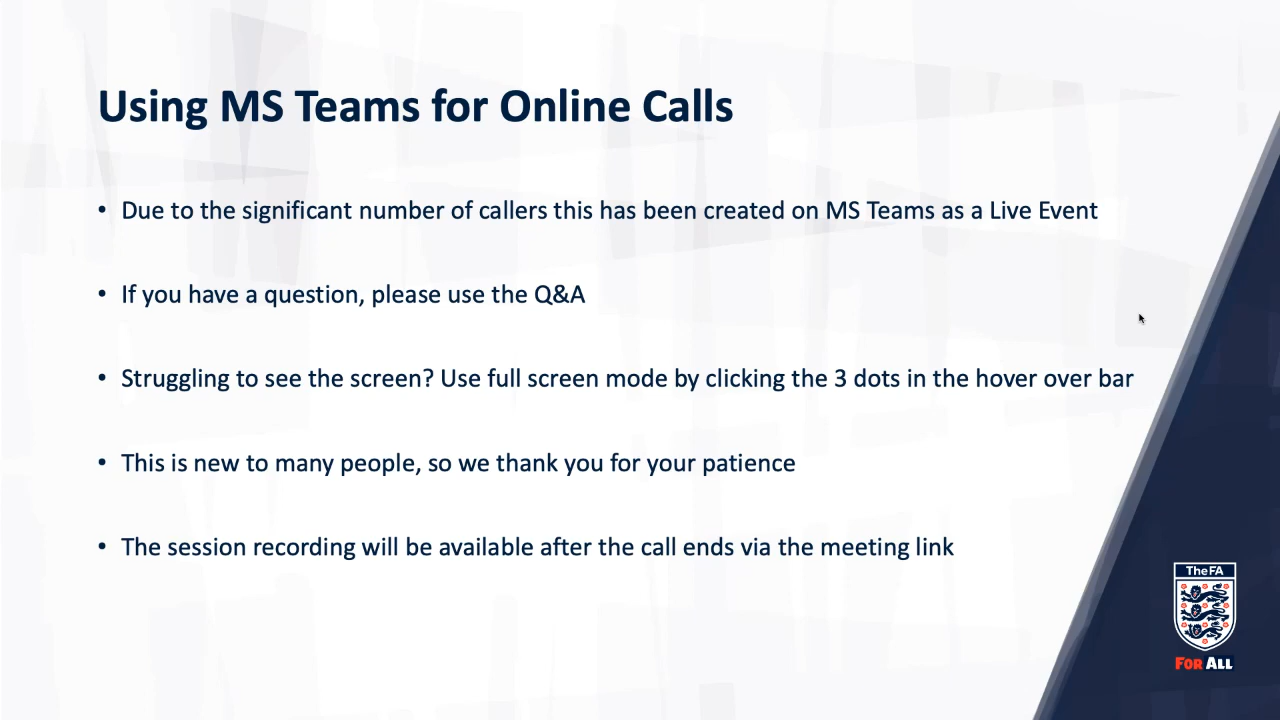 Using MS Teams for Online Calls
• Due to the significant number of callers this has been created on MS Teams as a Live Event
• If you have a question, please use the Q&A
• Struggling to see the screen? Use full screen mode by clicking the 3 dots in the hover over bar
• This is new to many people, so we thank you for your patience
• The session recording will be available after the call ends via the meeting link
The FA
FOR ALL